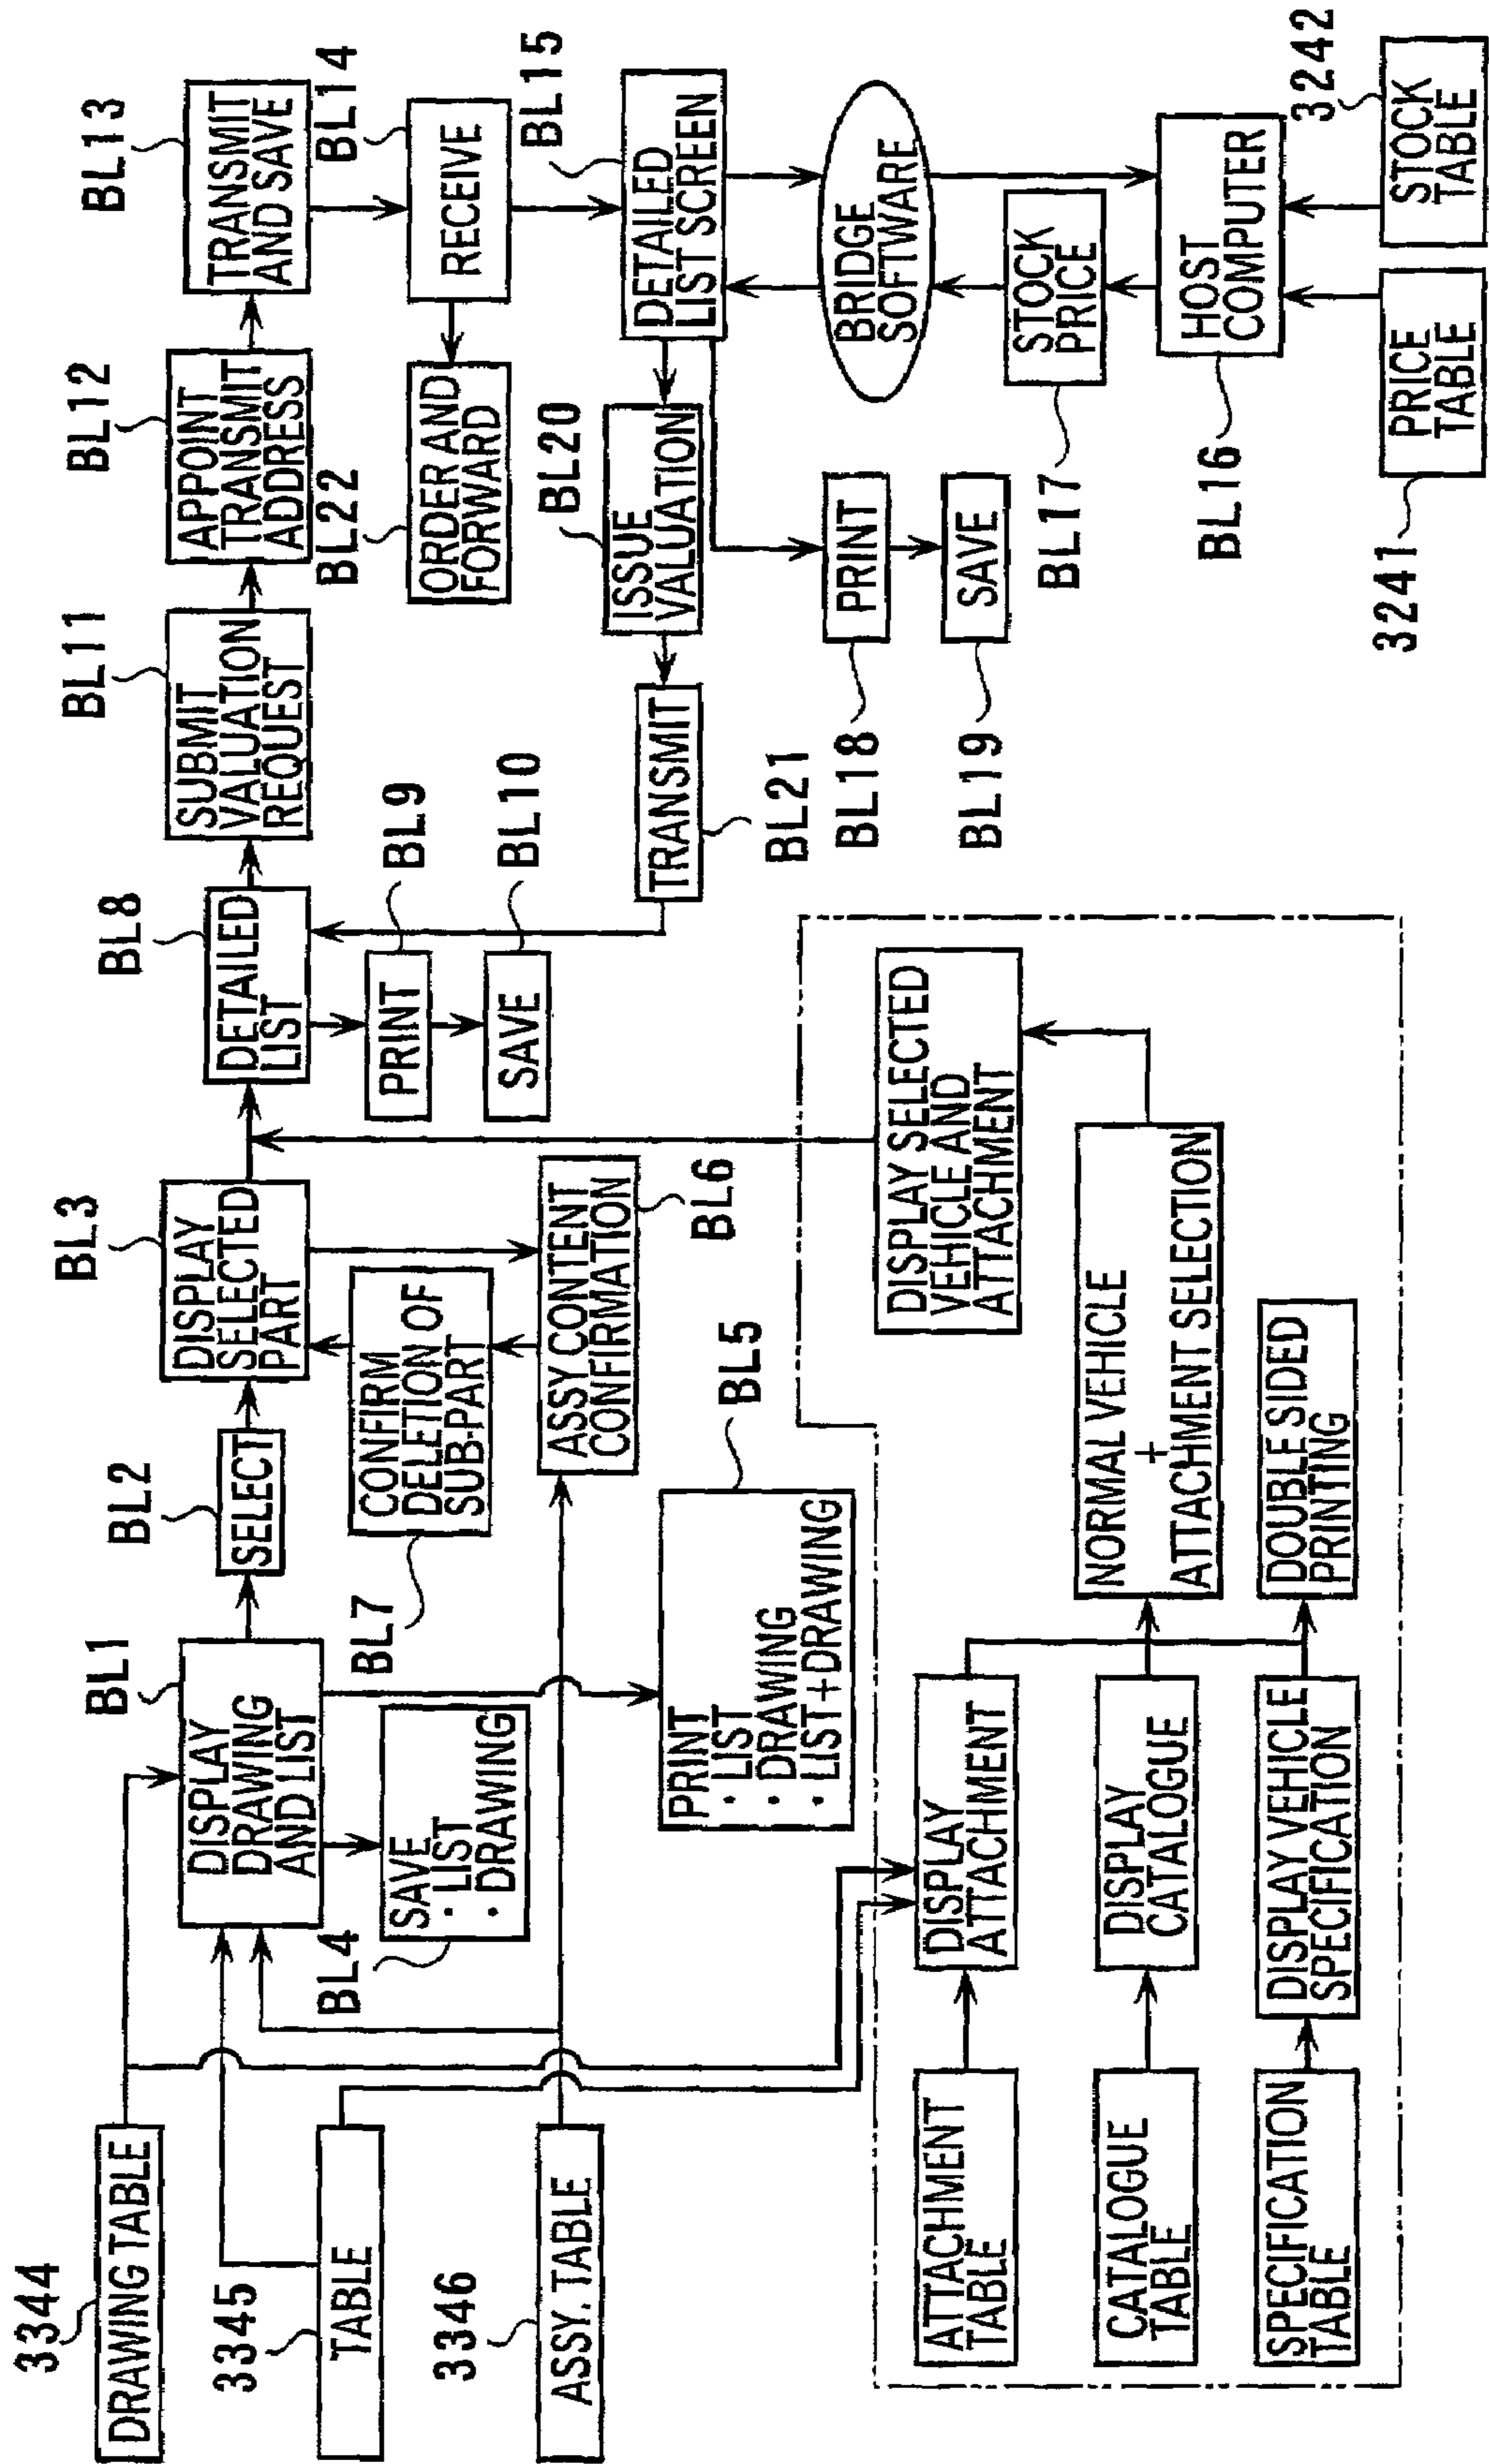 3344
DRAWING TABLE
3345
TABLE
3346
ASSY. TABLE
BL1
DISPLAY
DRAWING
AND LIST
BL2
SELECT
BL3
DISPLAY
SELECTED
PART
BL4
SAVE
・LIST
・DRAWING
BL7
CONFIRM
DELETION OF
SUB-PART
ASSY CONTENT
CONFIRMATION
BL6
BL5
PRINT
・LIST
・DRAWING
・LIST+DRAWING
BL8
DETAILED
LIST
BL9
PRINT
BL10
SAVE
BL11
SUBMIT
VALUATION
REQUEST
BL12
APPOINT
TRANSMIT
ADDRESS
BL13
TRANSMIT
AND SAVE
BL14
RECEIVE
BL22
ORDER AND
FORWARD
BL15
DETAILED
LIST SCREEN
BL20
ISSUE
VALUATION
TRANSMIT
BL21
PRINT
BL18
SAVE
BL19
BRIDGE
SOFTWARE
STOCK
PRICE
BL17
HOST
COMPUTER
BL16
PRICE
TABLE
3241
STOCK
TABLE
3242
ATTACHMENT
TABLE
DISPLAY
ATTACHMENT
CATALOGUE
TABLE
DISPLAY
CATALOGUE
SPECIFICATION
TABLE
DISPLAY VEHICLE
SPECIFICATION
NORMAL VEHICLE
+
ATTACHMENT SELECTION
DOUBLE SIDED
PRINTING
DISPLAY SELECTED
VEHICLE AND
ATTACHMENT